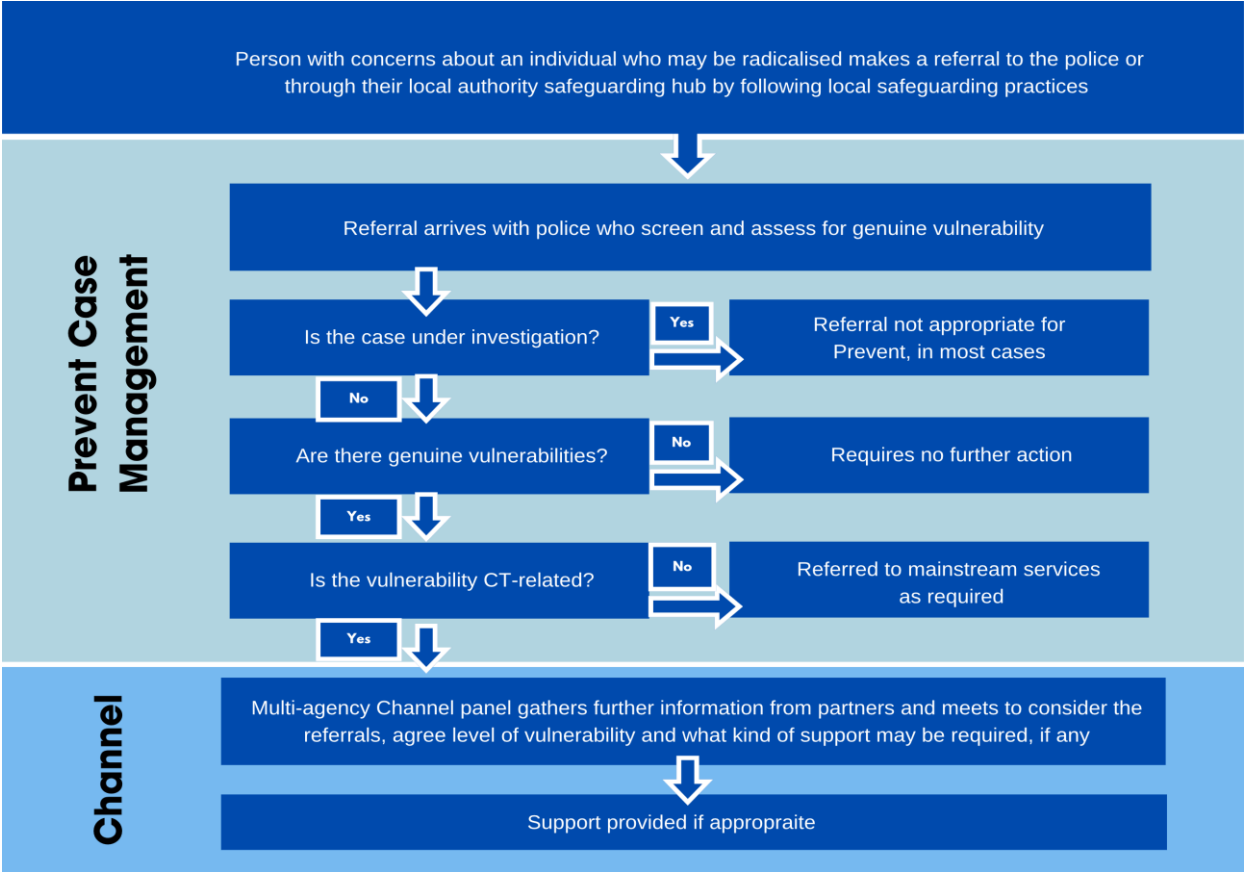 Person with concerns about an individual who may be radicalised makes a referral to the police or
through their local authority safeguarding hub by following local safeguarding practices
Prevent Case
Management
Referral arrives with police who screen and assess for genuine vulnerability
Is the case under investigation?
Yes
Referral not appropriate for
Prevent, in most cases
No
Are there genuine vulnerabilities?
No
Requires no further action
Yes
Is the vulnerability CT-related?
No
Referred to mainstream services
as required
Yes
Channel
Multi-agency Channel panel gathers further information from partners and meets to consider the
referrals, agree level of vulnerability and what kind of support may be required, if any
Support provided if appropraite